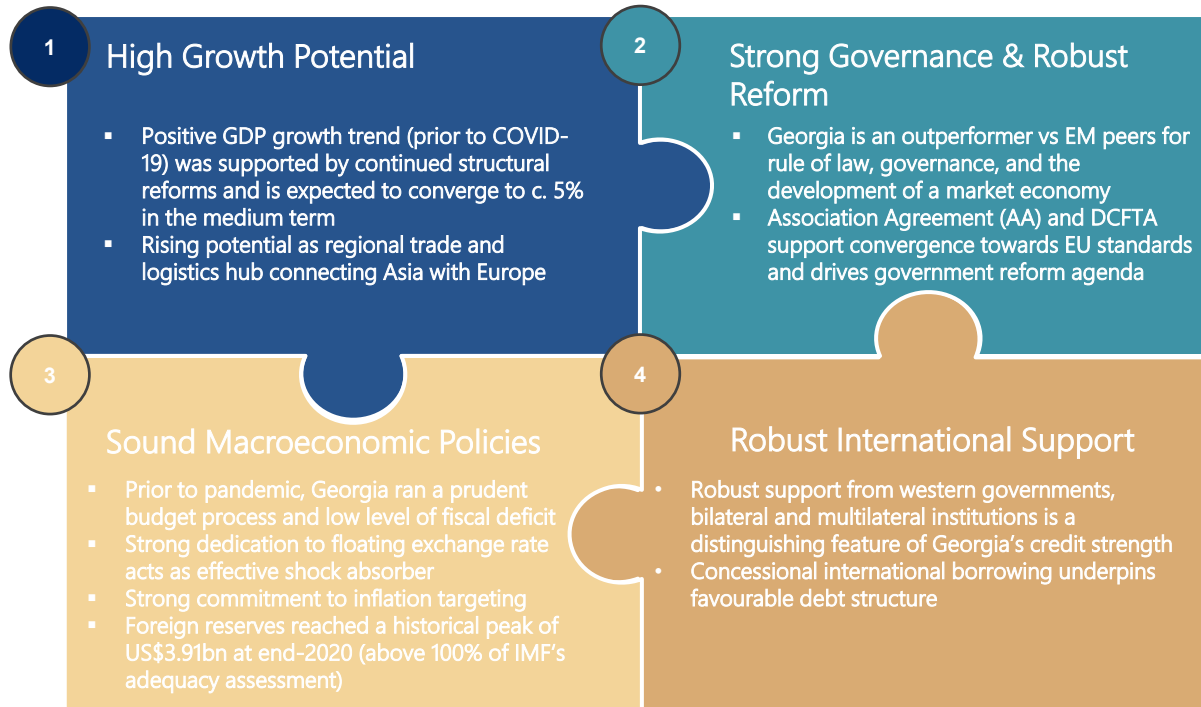 1
High Growth Potential
▪ Positive GDP growth trend (prior to COVID-
19) was supported by continued structural
reforms and is expected to converge to c. 5%
in the medium term
▪ Rising potential as regional trade and
logistics hub connecting Asia with Europe
2
Strong Governance & Robust
Reform
▪ Georgia is an outperformer vs EM peers for
rule of law, governance, and the
development of a market economy
▪ Association Agreement (AA) and DCFTA
support convergence towards EU standards
and drives government reform agenda
3
Sound Macroeconomic Policies
▪ Prior to pandemic, Georgia ran a prudent
budget process and low level of fiscal deficit
▪ Strong dedication to floating exchange rate
acts as effective shock absorber
▪ Strong commitment to inflation targeting
▪ Foreign reserves reached a historical peak of
US$3.91bn at end-2020 (above 100% of IMF's
adequacy assessment)
4
Robust International Support
• Robust support from western governments,
bilateral and multilateral institutions is a
distinguishing feature of Georgia's credit strength
• Concessional international borrowing underpins
favourable debt structure